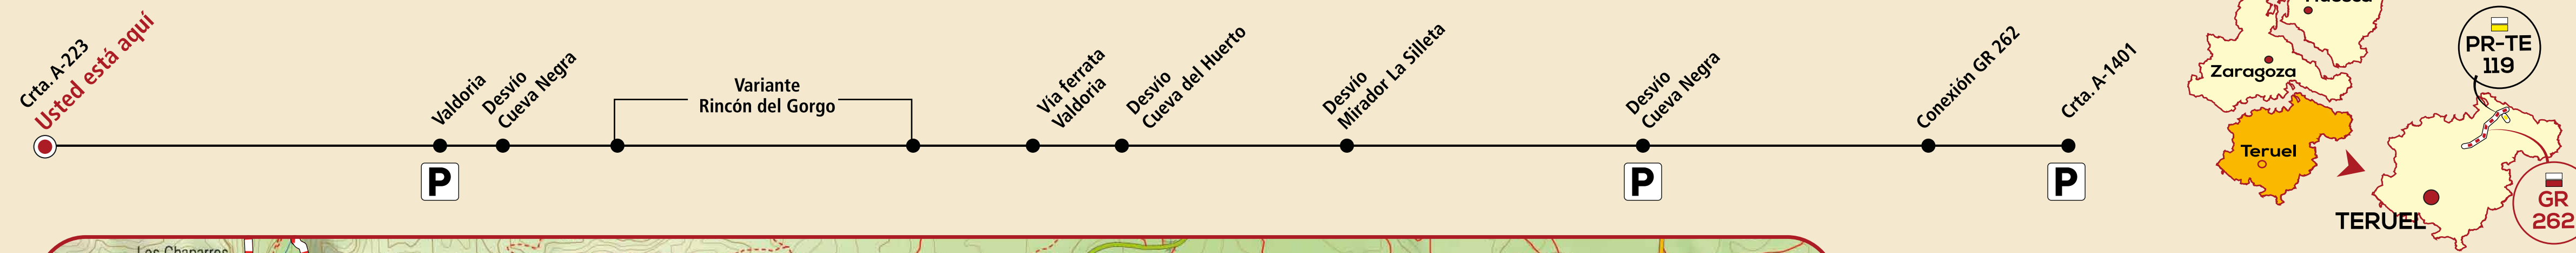 Crta. A-223
Usted está aquí
Valdoria
Desvío
Cueva Negra
Variante
Rincón del Gorgo
Vía ferrata
Valdoria
Desvío
Cueva del Huerto
Desvío
Mirador La Silleta
Desvío
Cueva Negra
Conexión GR 262
Crta. A-1401
P
P
P
Zaragoza
Teruel
PR-TE
119
TERUEL
GR
262